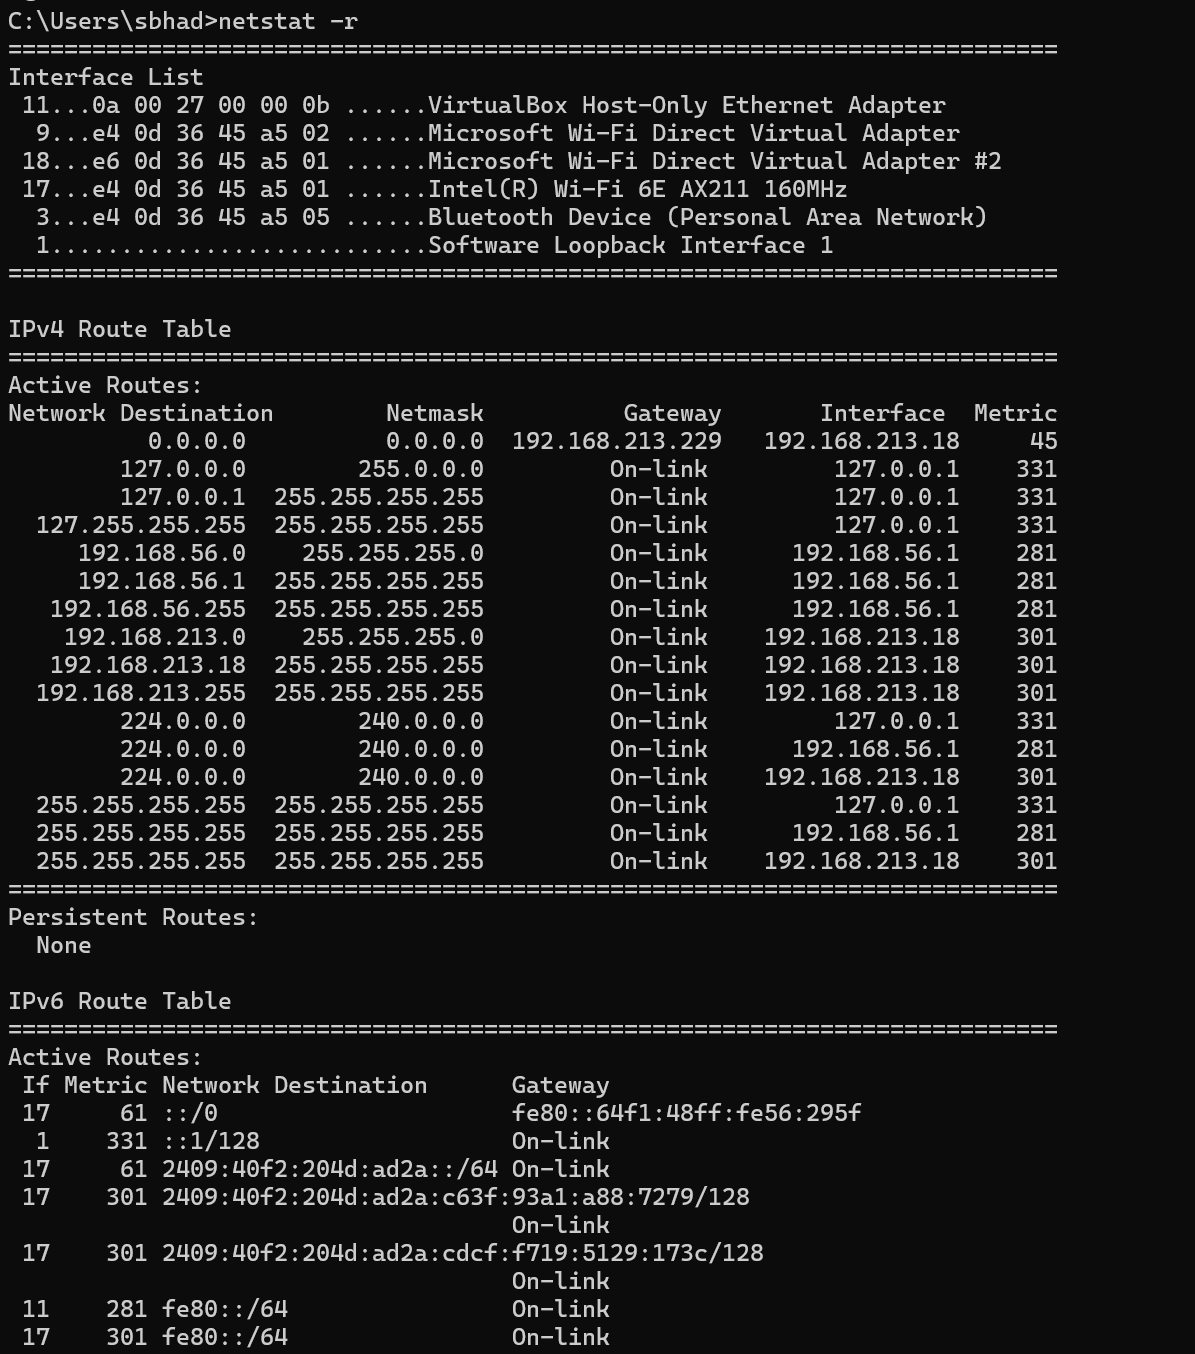 C:\Users\sbhad>netstat -r
===========================================================================
Interface List
 11...0a 00 27 00 00 0b ......VirtualBox Host-Only Ethernet Adapter
  9...e4 0d 36 45 a5 02 ......Microsoft Wi-Fi Direct Virtual Adapter
 18...e6 0d 36 45 a5 01 ......Microsoft Wi-Fi Direct Virtual Adapter #2
 17...e4 0d 36 45 a5 01 ......Intel(R) Wi-Fi 6E AX211 160MHz
  3...e4 0d 36 45 a5 05 ......Bluetooth Device (Personal Area Network)
  1...........................Software Loopback Interface 1
===========================================================================

IPv4 Route Table
===========================================================================
Active Routes:
Network Destination        Netmask          Gateway       Interface  Metric
          0.0.0.0          0.0.0.0  192.168.213.229   192.168.213.18     45
        127.0.0.0        255.0.0.0         On-link         127.0.0.1    331
        127.0.0.1  255.255.255.255         On-link         127.0.0.1    331
  127.255.255.255  255.255.255.255         On-link         127.0.0.1    331
     192.168.56.0    255.255.255.0         On-link      192.168.56.1    281
     192.168.56.1  255.255.255.255         On-link      192.168.56.1    281
   192.168.56.255  255.255.255.255         On-link      192.168.56.1    281
    192.168.213.0    255.255.255.0         On-link    192.168.213.18    301
   192.168.213.18  255.255.255.255         On-link    192.168.213.18    301
  192.168.213.255  255.255.255.255         On-link    192.168.213.18    301
        224.0.0.0        240.0.0.0         On-link         127.0.0.1    331
        224.0.0.0        240.0.0.0         On-link      192.168.56.1    281
        224.0.0.0        240.0.0.0         On-link    192.168.213.18    301
  255.255.255.255  255.255.255.255         On-link         127.0.0.1    331
  255.255.255.255  255.255.255.255         On-link      192.168.56.1    281
  255.255.255.255  255.255.255.255         On-link    192.168.213.18    301
===========================================================================
Persistent Routes:
  None

IPv6 Route Table
===========================================================================
Active Routes:
 If Metric Network Destination      Gateway
 17     61 ::/0                     fe80::64f1:48ff:fe56:295f
  1    331 ::1/128                  On-link
 17     61 2409:40f2:204d:ad2a::/64 On-link
 17    301 2409:40f2:204d:ad2a:c63f:93a1:a88:7279/128
                                    On-link
 17    301 2409:40f2:204d:ad2a:cdcf:f719:5129:173c/128
                                    On-link
 11    281 fe80::/64                On-link
 17    301 fe80::/64                On-link